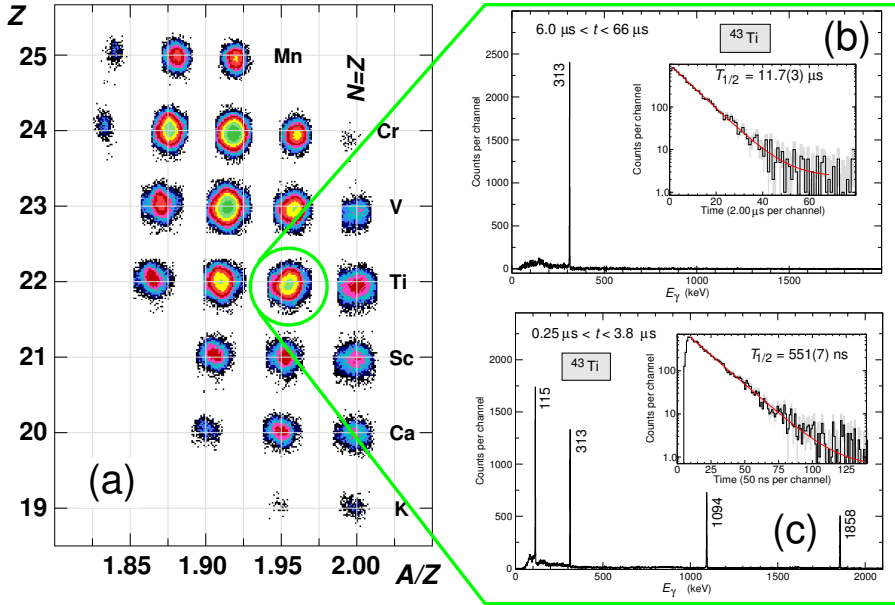 Z
25
24
23
22
21
20
19
Mn
Cr
V
Ti
Sc
Ca
K
N=Z
(a)
1.85
1.90
1.95
2.00
A/Z
6.0 μs < t < 66 μs
43Ti
(b)
313
Counts per channel
3000
2500
2000
1500
1000
500
0
0
500
1000
1500
Eγ (keV)
T1/2 = 11.7(3) μs
Counts per channel
100
10
1.0
0
20
40
60
Time (2.00 μs per channel)
0.25 μs < t < 3.8 μs
43Ti
(c)
115
313
1094
1858
Counts per channel
2000
1750
1500
1250
1000
750
500
250
0
0
500
1000
1500
2000
Eγ (keV)
T1/2 = 551(7) ns
Counts per channel
100
10
1.0
0
25
50
75
100
125
Time (50 ns per channel)